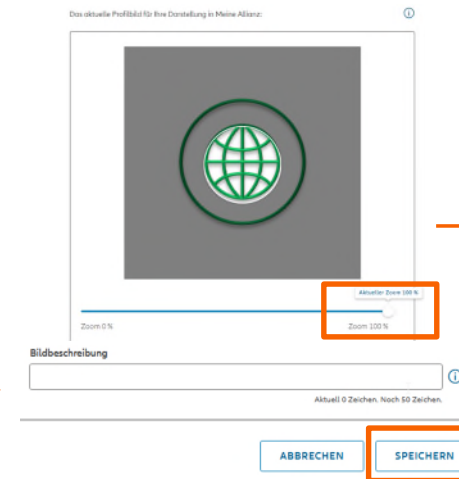 Das aktuelle Profilbild für Ihre Darstellung in Meine Allianz:
Aktueller Zoom 100 %
Zoom 0 %
Zoom 100 %
Bildbeschreibung
Aktuell 0 Zeichen. Noch 50 Zeichen.
ABBRECHEN
SPEICHERN